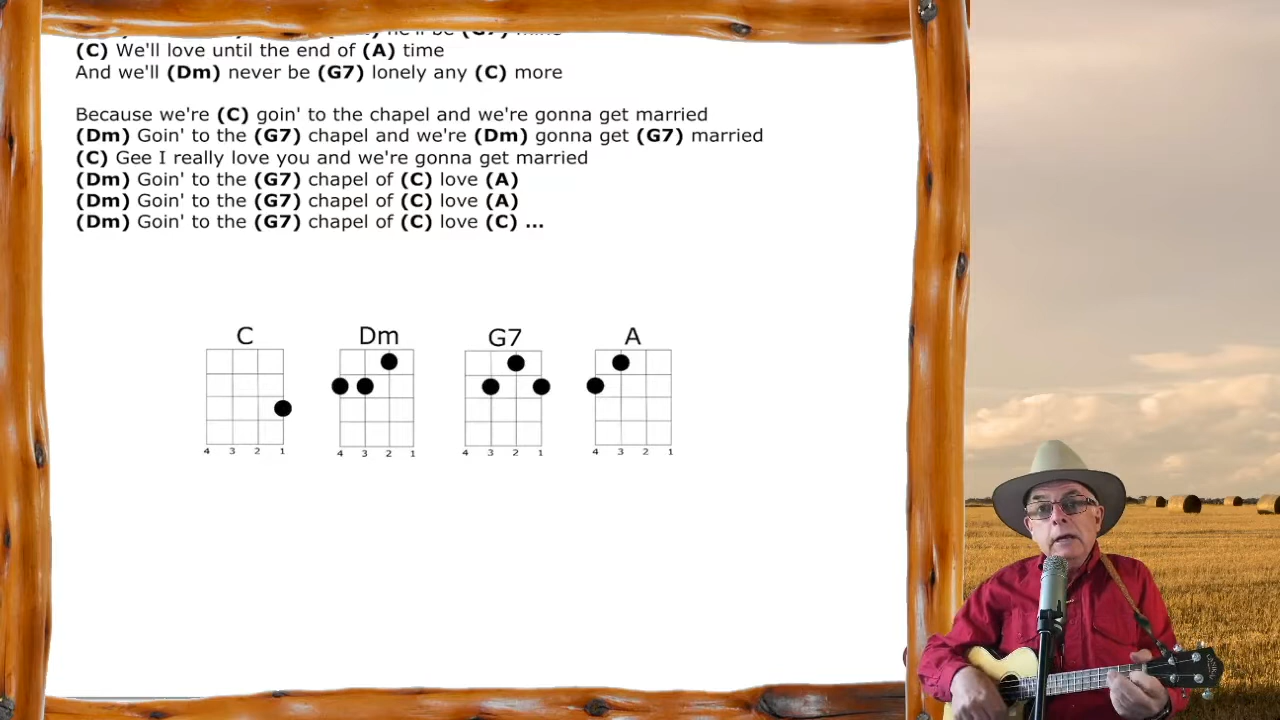 he'll be (G7)
(C) We'll love until the end of (A) time
And we'll (Dm) never be (G7) lonely any (C) more
Because we're (C) goin' to the chapel and we're gonna get married
(Dm) Goin' to the (G7) chapel and we're (Dm) gonna get (G7) married
(C) Gee I really love you and we're gonna get married
(Dm) Goin' to the (G7) chapel of (C) love (A)
(Dm) Goin' to the (G7) chapel of (C) love (A)
(Dm) Goin' to the (G7) chapel of (C) love (C) ...
C Dm G7 A
4 3 2 1 4 3 2 1 4 3 2 1 4 3 2 1